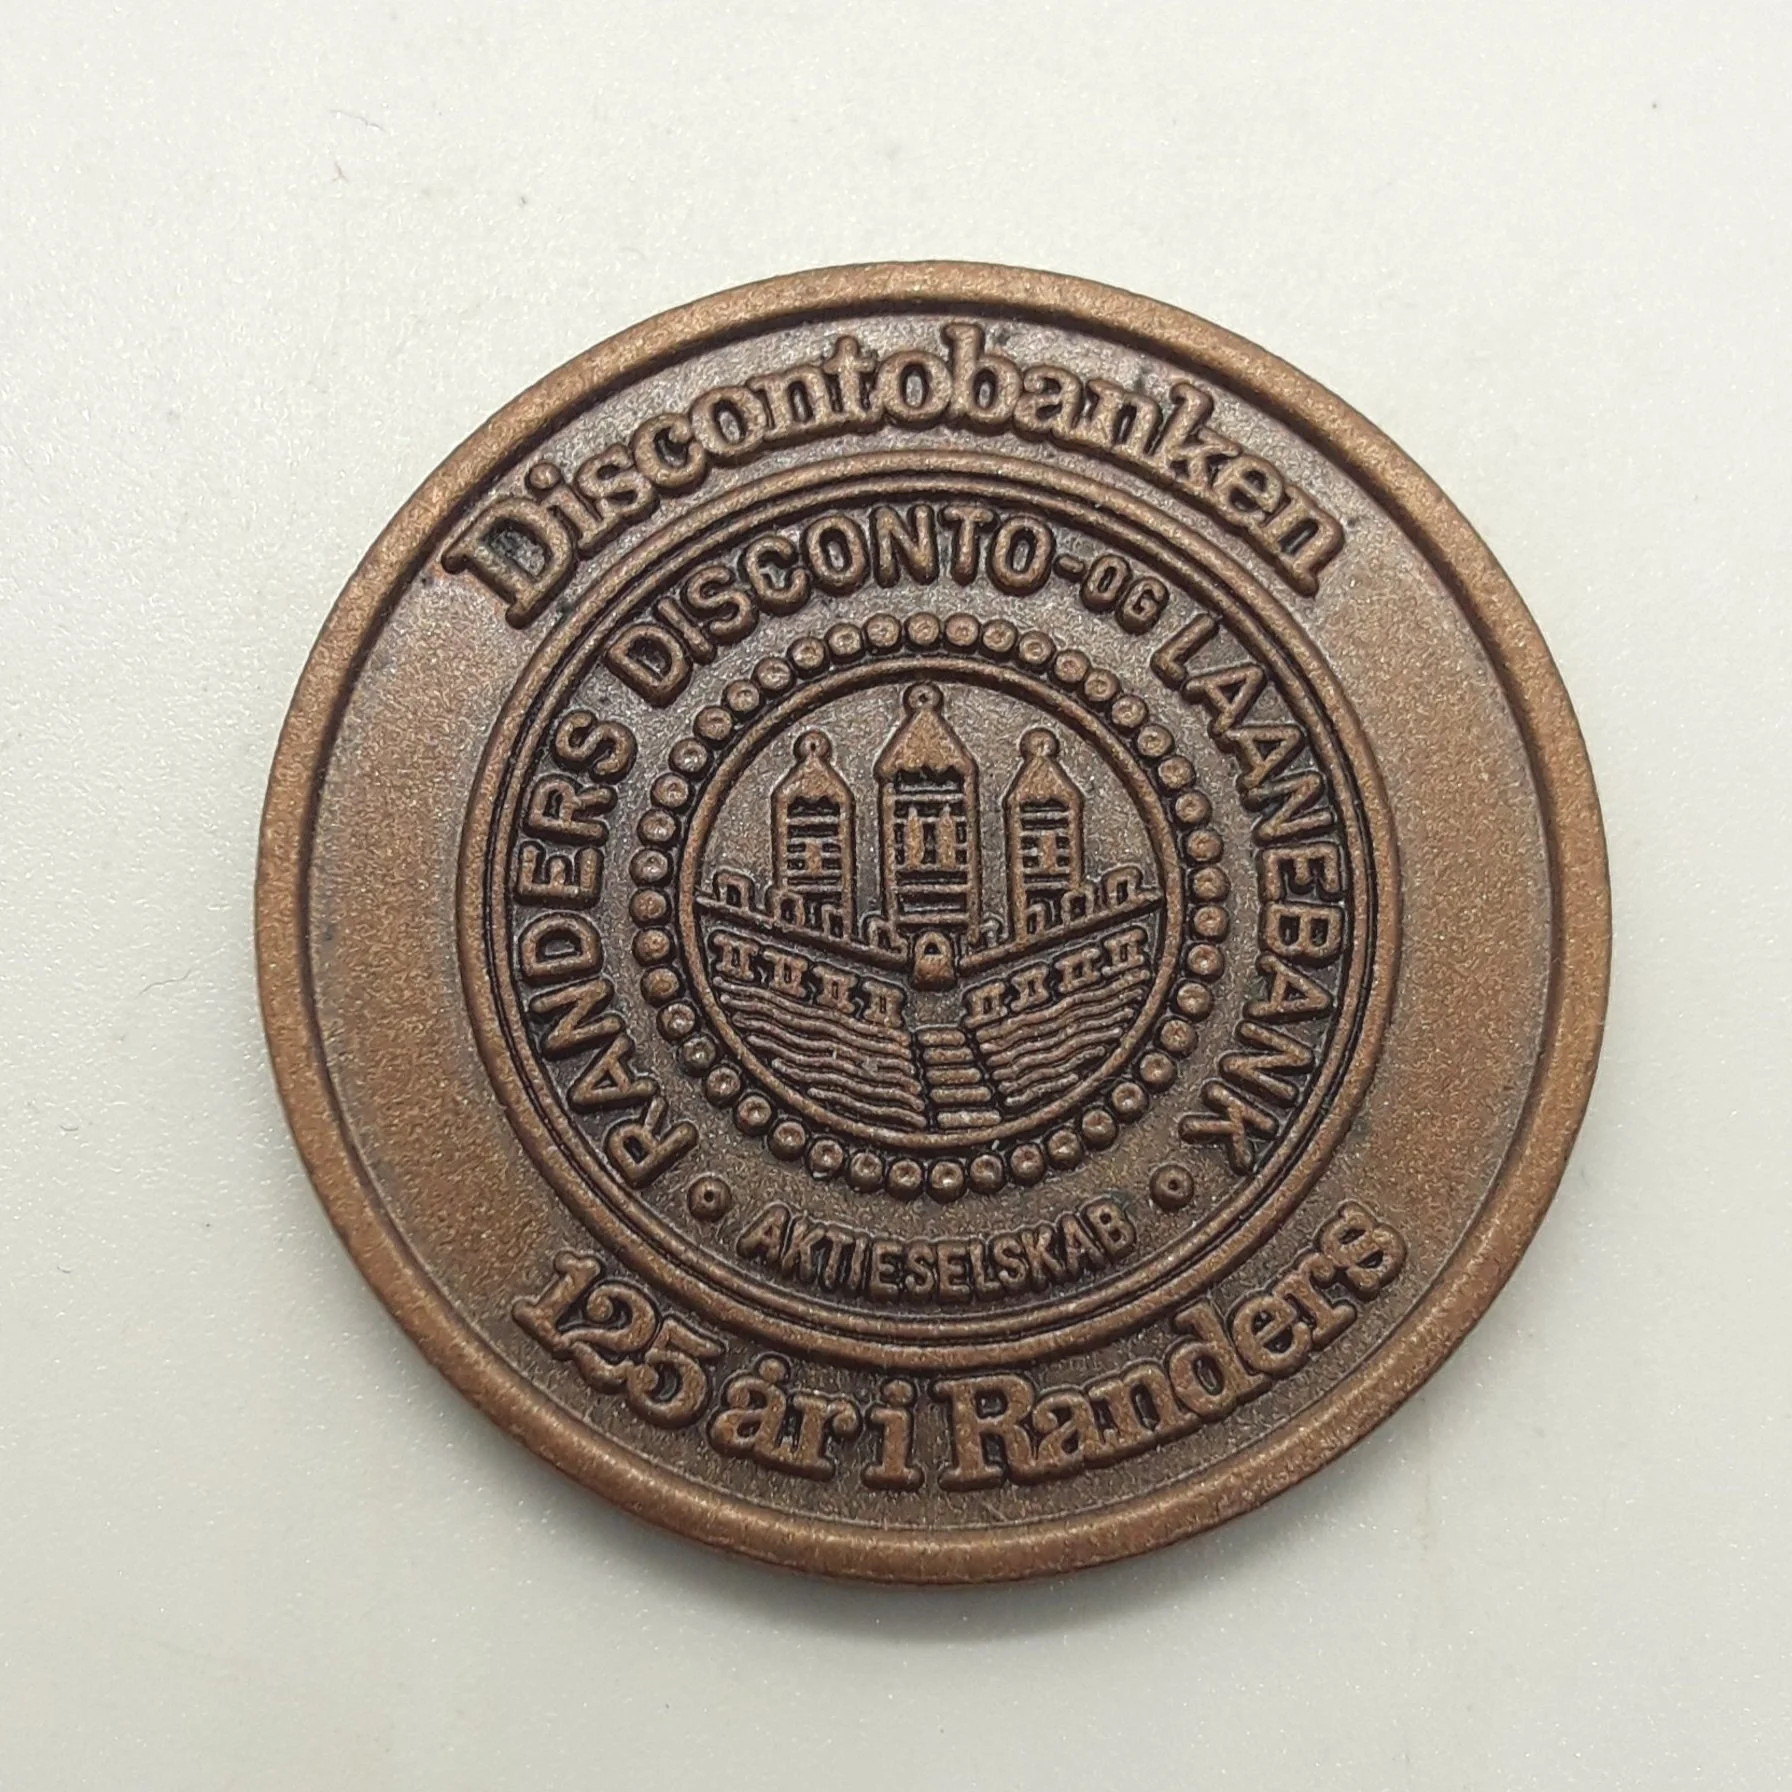 Discontobanken
RANDERS DISCONTO-OG LAANEBANK
AKTIESELSKAB
125 år i Randers